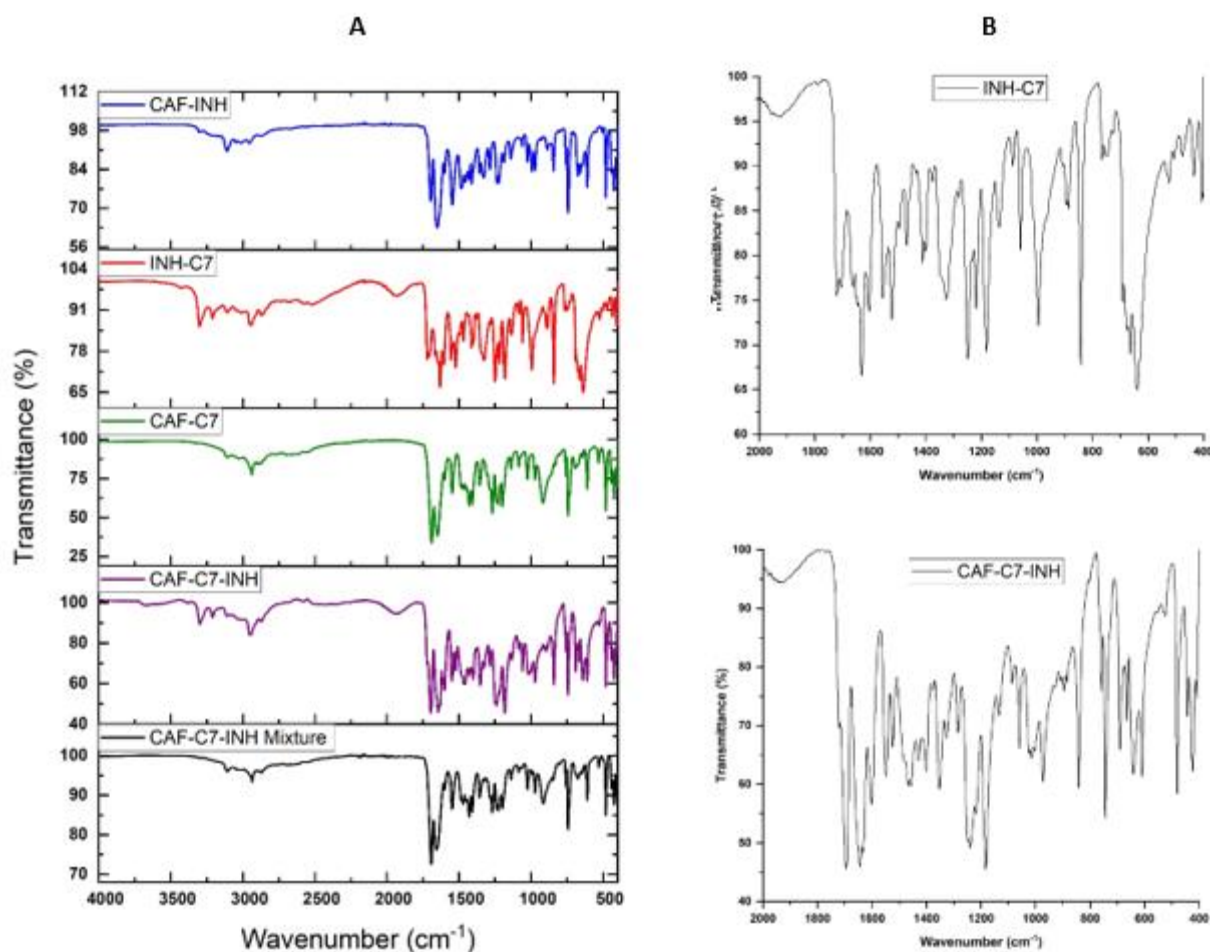 A
CAF-INH
112
98
84
70
56
INH-C7
104
91
78
65
CAF-C7
100
75
50
25
CAF-C7-INH
100
80
60
40
CAF-C7-INH Mixture
100
90
80
70
Transmittance (%)
4000 3500 3000 2500 2000 1500 1000 500
Wavenumber (cm⁻¹)
B
INH-C7
100
95
90
85
80
75
70
65
60
2000 1800 1600 1400 1200 1000 800 600 400
Wavenumber (cm⁻¹)
CAF-C7-INH
100
90
80
70
60
50
40
Transmittance (%)
2000 1800 1600 1400 1200 1000 800 600 400
Wavenumber (cm⁻¹)